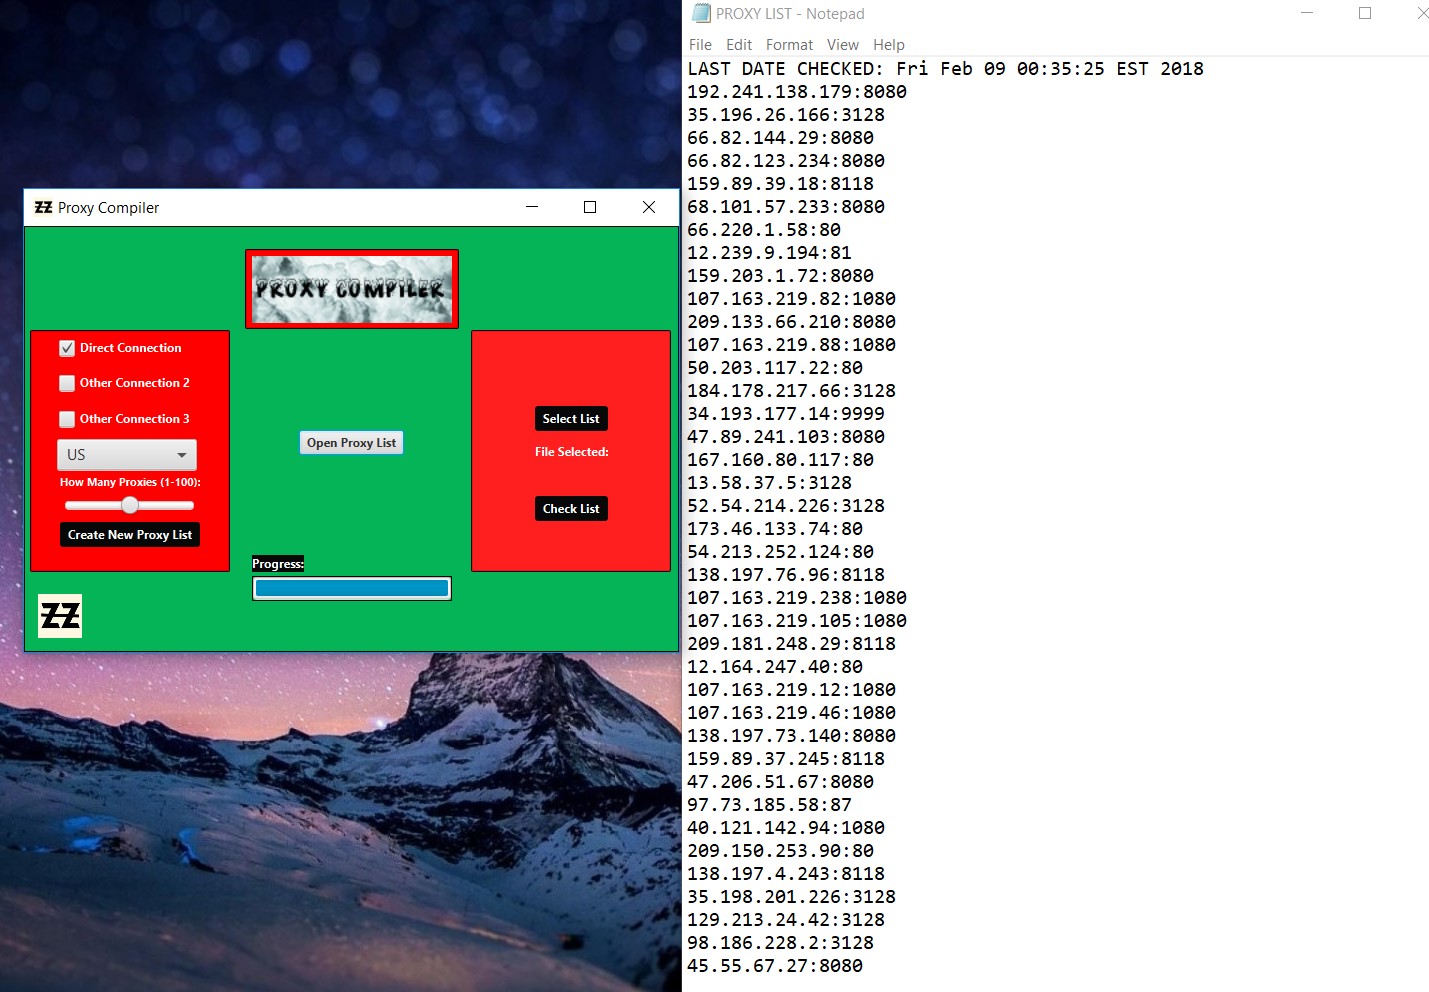 ZZ Proxy Compiler
PROXY COMPILER
Direct Connection
Other Connection 2
Other Connection 3
US
How Many Proxies (1-100):
Create New Proxy List
Open Proxy List
Progress:
Select List
File Selected:
Check List
ZZ
PROXY LIST - Notepad
File Edit Format View Help
LAST DATE CHECKED: Fri Feb 09 00:35:25 EST 2018
192.241.138.179:8080
35.196.26.166:3128
66.82.144.29:8080
66.82.123.234:8080
159.89.39.18:8118
68.101.57.233:8080
66.220.1.58:80
12.239.9.194:81
159.203.1.72:8080
107.163.219.82:1080
209.133.66.210:8080
107.163.219.88:1080
50.203.117.22:80
184.178.217.66:3128
34.193.177.14:9999
47.89.241.103:8080
167.160.80.117:80
13.58.37.5:3128
52.54.214.226:3128
173.46.133.74:80
54.213.252.124:80
138.197.76.96:8118
107.163.219.238:1080
107.163.219.105:1080
209.181.248.29:8118
12.164.247.40:80
107.163.219.12:1080
107.163.219.46:1080
138.197.73.140:8080
159.89.37.245:8118
47.206.51.67:8080
97.73.185.58:87
40.121.142.94:1080
209.150.253.90:80
138.197.4.243:8118
35.198.201.226:3128
129.213.24.42:3128
98.186.228.2:3128
45.55.67.27:8080